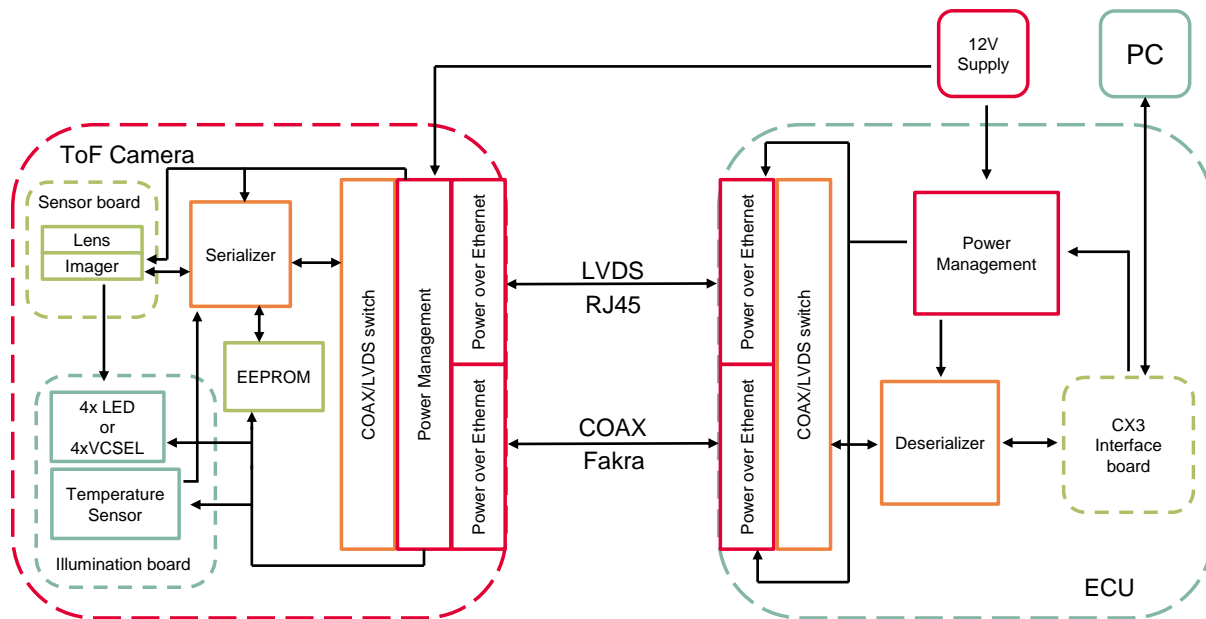 12V
Supply
PC
ToF Camera
Sensor board
Lens
Imager
Serializer
EEPROM
4x LED
or
4xVCSEL
Temperature
Sensor
Illumination board
COAX/LVDS switch
Power Management
Power over Ethernet
Power over Ethernet
LVDS
RJ45
COAX
Fakra
Power over Ethernet
Power over Ethernet
COAX/LVDS switch
Power
Management
Deserializer
CX3
Interface
board
ECU